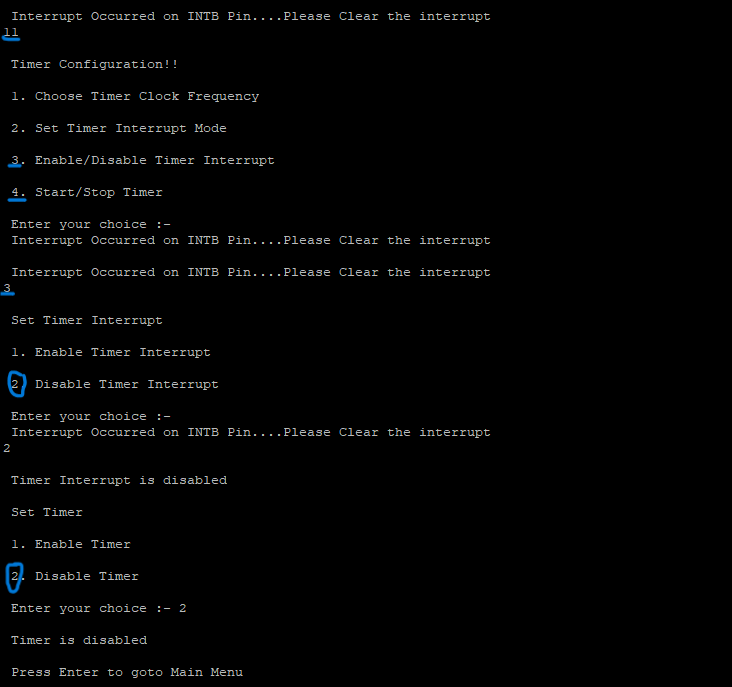 Interrupt Occurred on INTB Pin....Please Clear the interrupt
11
Timer Configuration!!
1. Choose Timer Clock Frequency
2. Set Timer Interrupt Mode
3. Enable/Disable Timer Interrupt
4. Start/Stop Timer
Enter your choice :-
Interrupt Occurred on INTB Pin....Please Clear the interrupt
Interrupt Occurred on INTB Pin....Please Clear the interrupt
3
Set Timer Interrupt
1. Enable Timer Interrupt
2. Disable Timer Interrupt
Enter your choice :-
Interrupt Occurred on INTB Pin....Please Clear the interrupt
2
Timer Interrupt is disabled
Set Timer
1. Enable Timer
2. Disable Timer
Enter your choice :- 2
Timer is disabled
Press Enter to goto Main Menu